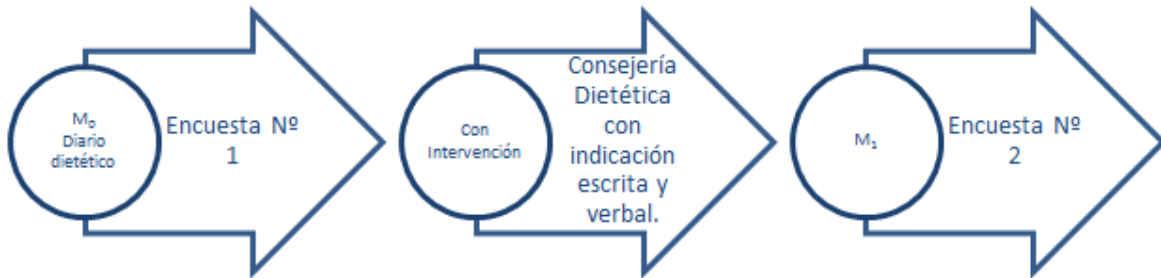 M₀
Diario
dietético
Encuesta Nº
1
Con
Intervención
Consejería
Dietética
con
indicación
escrita y
verbal.
M₁
Encuesta Nº
2